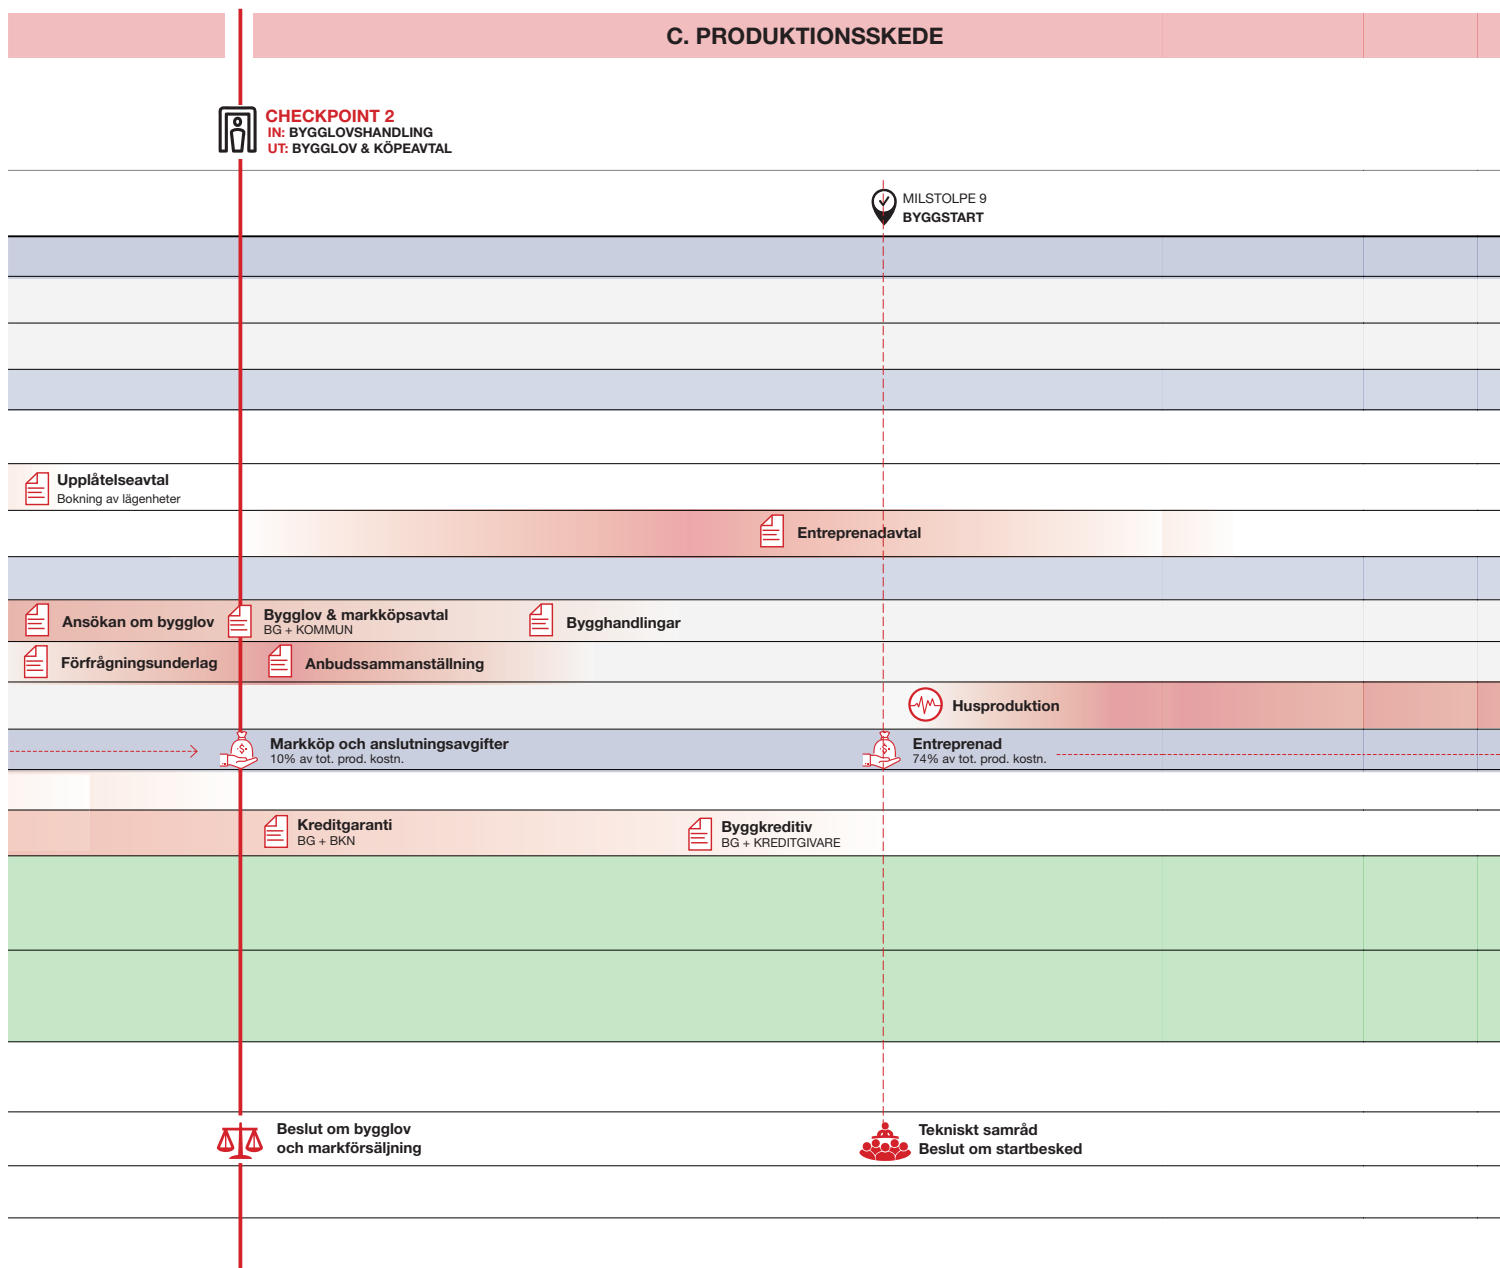 C. PRODUKTIONSSKEDE
CHECKPOINT 2
IN: BYGGLOVSHANDLING
UT: BYGGLOV & KÖPEAVTAL
MILSTOLPE 9
BYGGSTART
Upplåtelseavtal
Bokning av lägenheter
Entreprenadavtal
Ansökan om bygglov
Bygglov & markköpsavtal
BG + KOMMUN
Bygghandlingar
Förfrågningsunderlag
Anbudssammanställning
Husproduktion
Markköp och anslutningsavgifter
10% av tot. prod. kostn.
Entreprenad
74% av tot. prod. kostn.
Kreditgaranti
BG + BKN
Byggkreditiv
BG + KREDITGIVARE
Beslut om bygglov
och markförsäljning
Tekniskt samråd
Beslut om startbesked